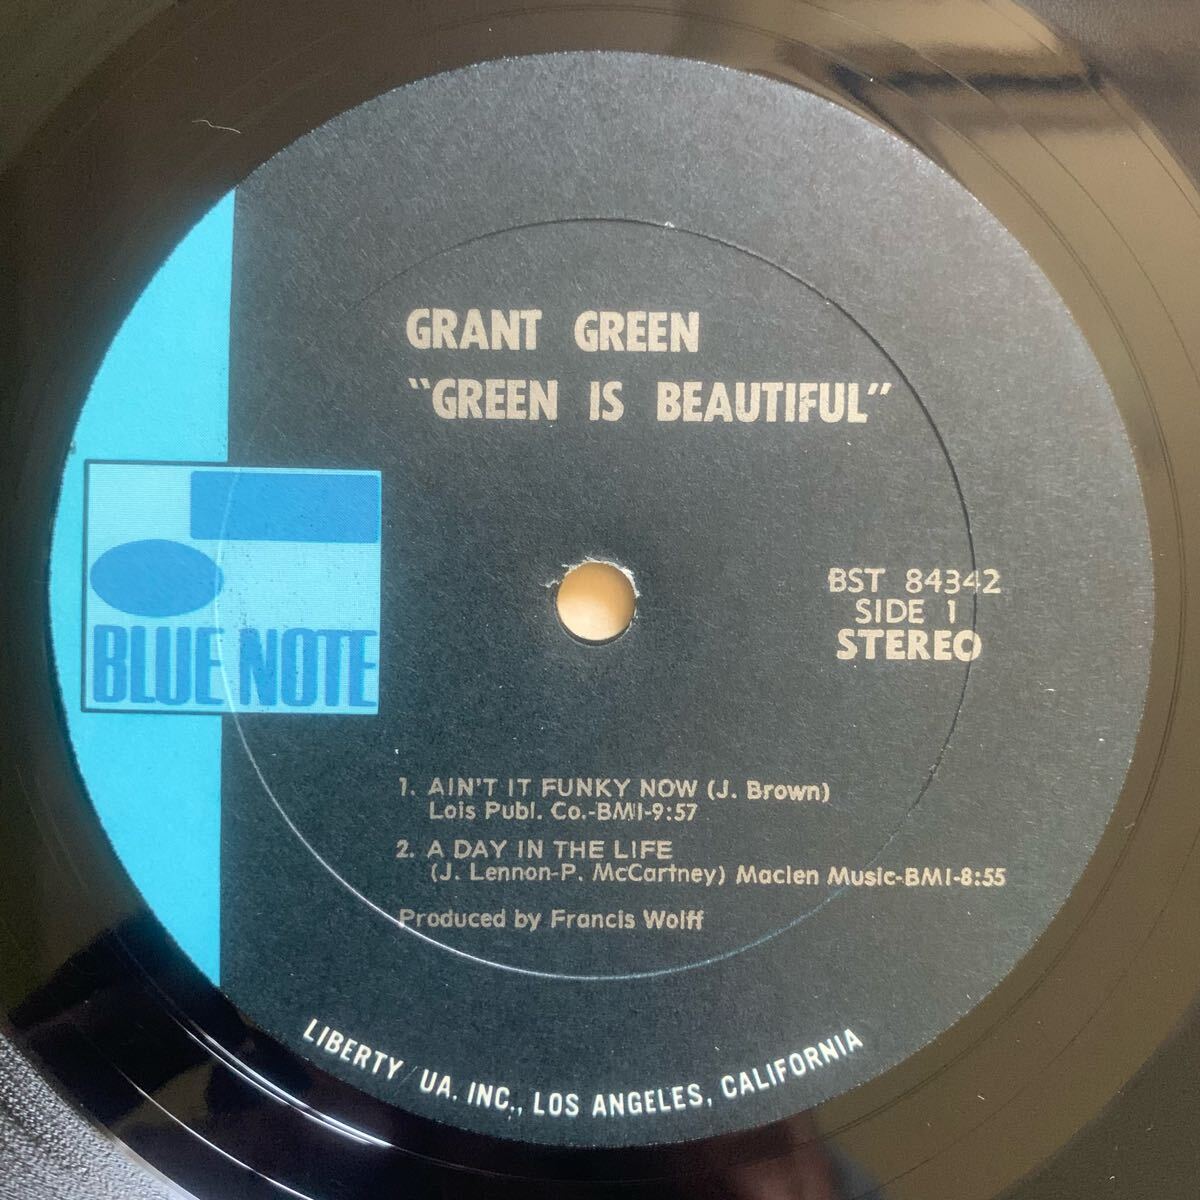 GRANT GREEN
"GREEN IS BEAUTIFUL"
BST 84342
SIDE 1
STEREO
BLUE NOTE
1. AIN'T IT FUNKY NOW (J. Brown)
Lois Publ. Co.-BMI-9:57
2. A DAY IN THE LIFE
(J. Lennon-P. McCartney) Maclen Music-BMI-8:55
Produced by Francis Wolff
LIBERTY/UA, INC., LOS ANGELES, CALIFORNIA